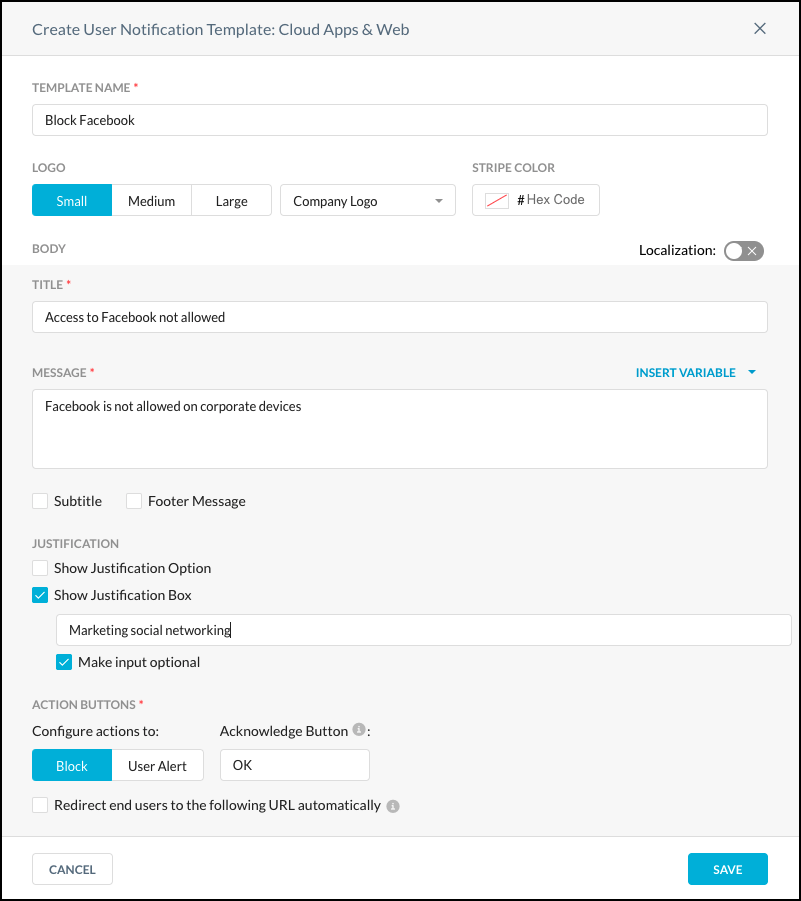 Create User Notification Template: Cloud Apps & Web
TEMPLATE NAME *
Block Facebook
LOGO STRIPE COLOR
Small Medium Large Company Logo # Hex Code
BODY Localization:
TITLE *
Access to Facebook not allowed
MESSAGE * INSERT VARIABLE
Facebook is not allowed on corporate devices
Subtitle Footer Message
JUSTIFICATION
Show Justification Option
Show Justification Box
Marketing social networking
Make input optional
ACTION BUTTONS *
Configure actions to: Acknowledge Button i :
Block User Alert OK
Redirect end users to the following URL automatically i
CANCEL SAVE